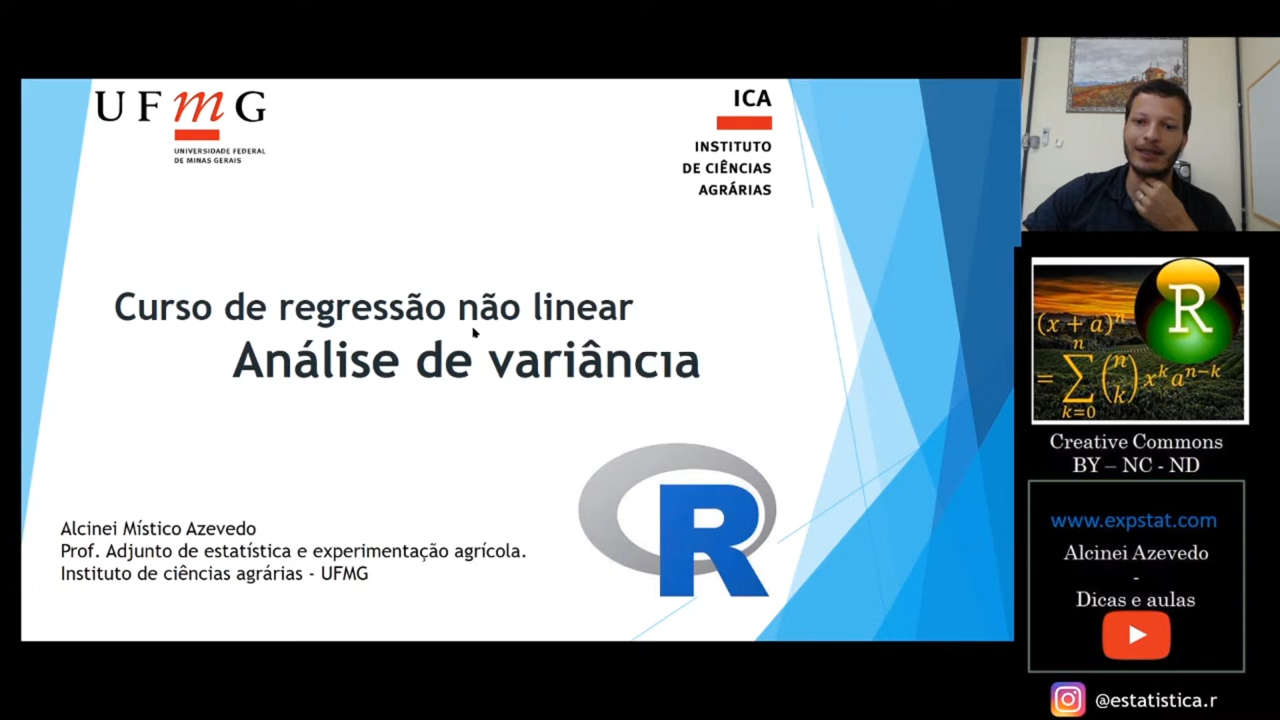 UFmG
UNIVERSIDADE FEDERAL
DE MINAS GERAIS
ICA
INSTITUTO
DE CIÊNCIAS
AGRÁRIAS
Curso de regressão não linear
Análise de variância
R
Alcinei Místico Azevedo
Prof. Adjunto de estatística e experimentação agrícola.
Instituto de ciências agrárias - UFMG
R
(x + a)^n
= ∑_{k=0}^{n} (n k) x^k a^{n-k}
Creative Commons
BY – NC - ND
www.expstat.com
Alcinei Azevedo
-
Dicas e aulas
@estatistica.r